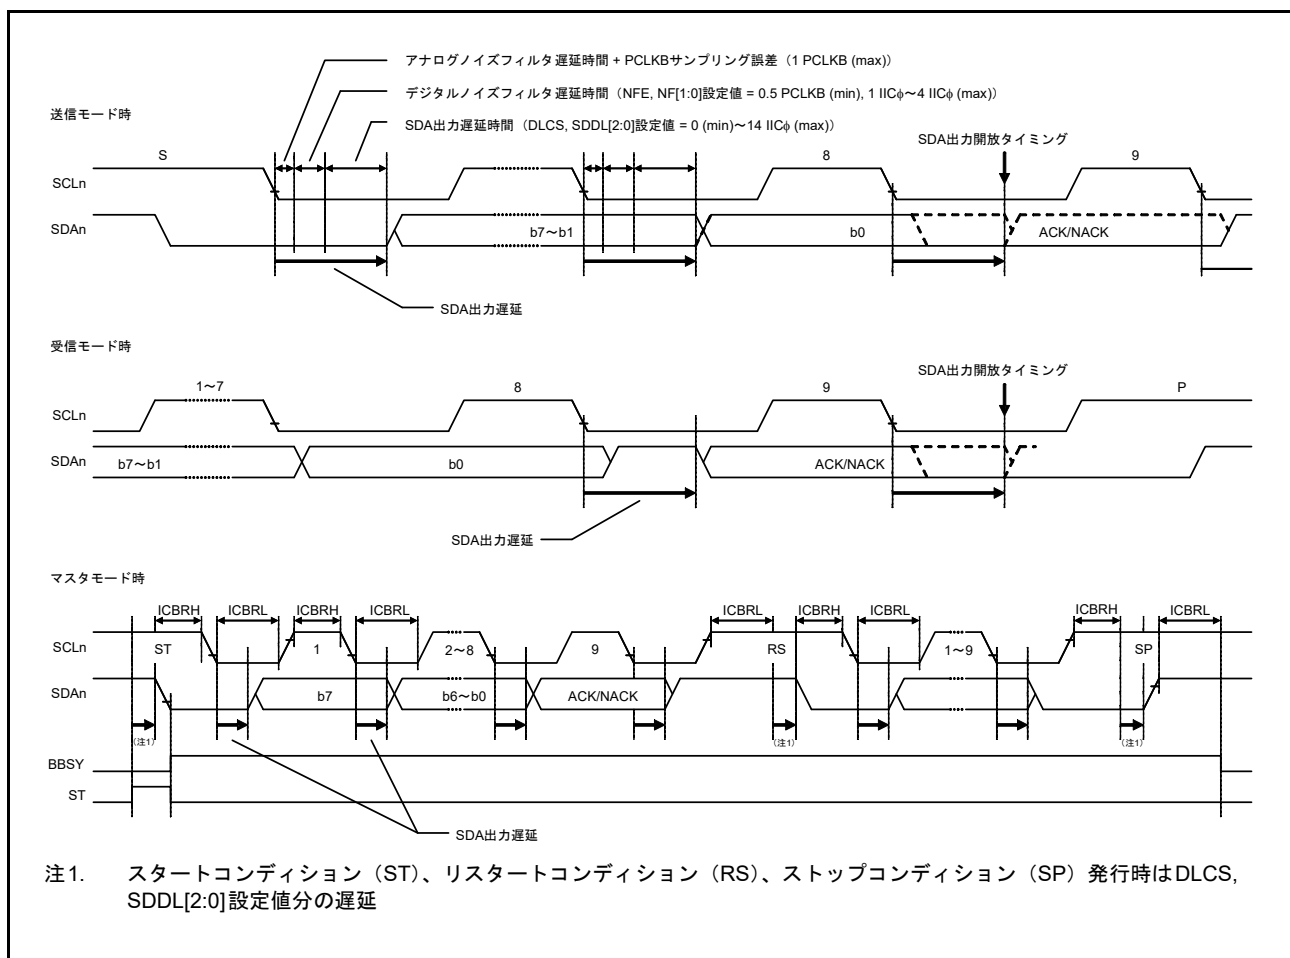 アナログノイズフィルタ遅延時間 + PCLKBサンプリング誤差（1 PCLKB (max)）
デジタルノイズフィルタ遅延時間（NFE, NF[1:0]設定値 = 0.5 PCLKB (min), 1 IICφ～4 IICφ (max)）
送信モード時
SDA出力遅延時間（DLCS, SDDL[2:0]設定値 = 0 (min)～14 IICφ (max)）
SDA出力開放タイミング
S 8 9
SCLn
SDAn
b7～b1 b0 ACK/NACK
SDA出力遅延
受信モード時
SDA出力開放タイミング
1～7 8 9 P
SCLn
SDAn
b7～b1 b0 ACK/NACK
SDA出力遅延
マスタモード時
ICBRH ICBRL ICBRH ICBRL ICBRL ICBRH ICBRL ICBRH ICBRL
SCLn ST 1 2～8 9 RS 1～9 SP
SDAn b7 b6～b0 ACK/NACK
（注1） （注1） （注1）
BBSY
ST
SDA出力遅延
注1. スタートコンディション（ST）、リスタートコンディション（RS）、ストップコンディション（SP）発行時はDLCS,
SDDL[2:0]設定値分の遅延